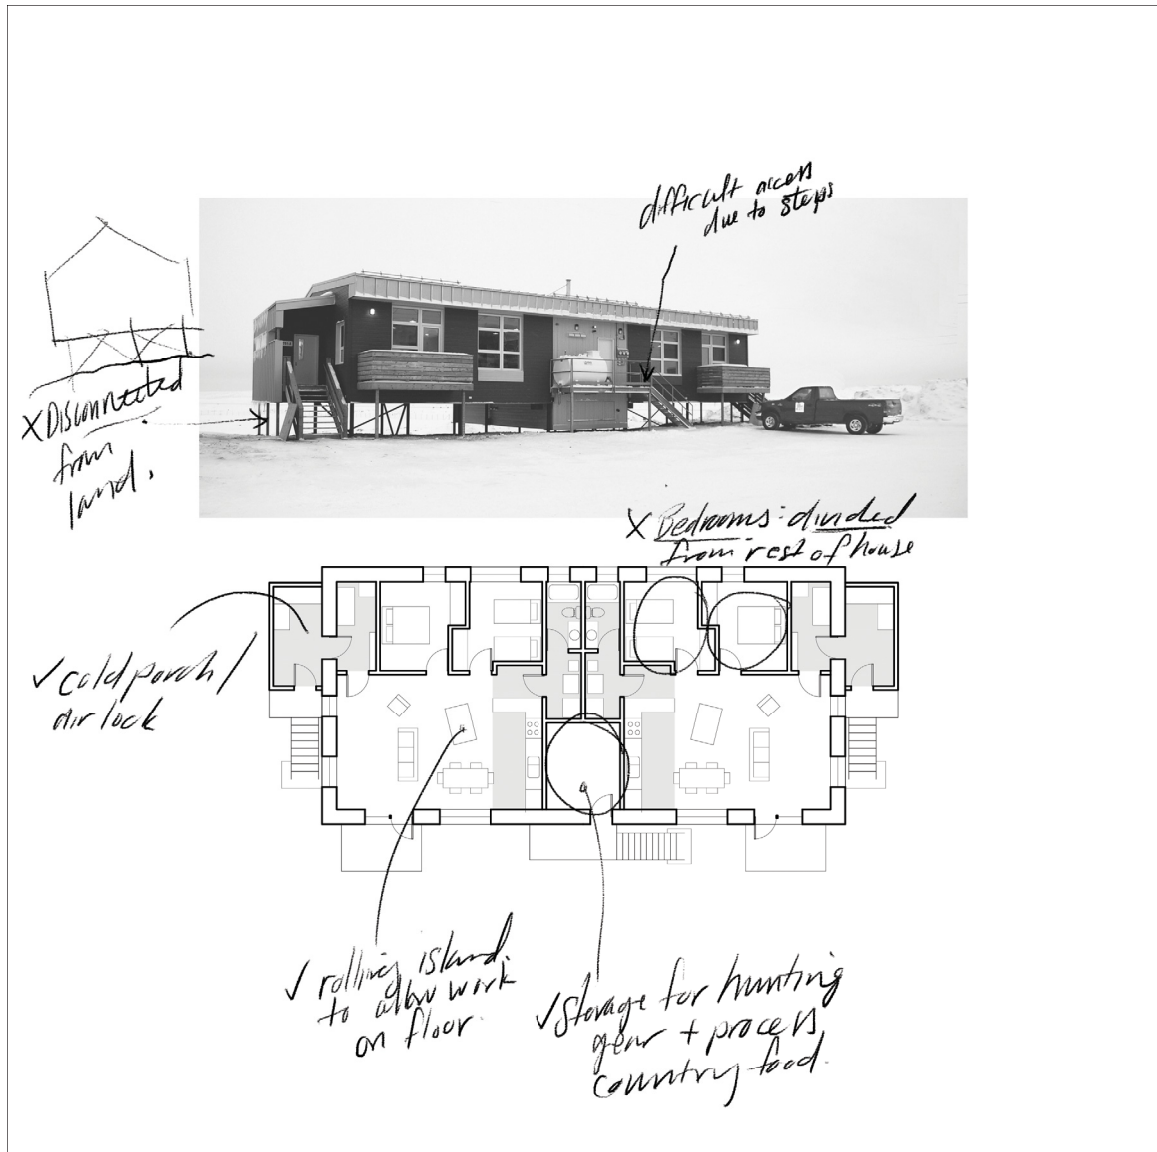 difficult access
due to steps
X Disconnected
from
land.
X Bedrooms: divided
from rest of house
✓ cold porch /
air lock
✓ rolling island.
to allow work
on floor.
✓ Storage for hunting
gear + process
country food.